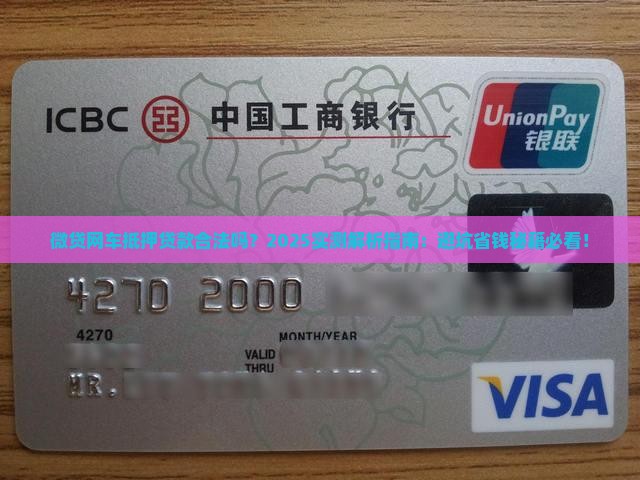 ICBC 中国工商银行
UnionPay
银联
微贷网车抵押贷款合法吗？2025实测解析指南：避坑省钱秘籍必看！
4270 2000
4270
MONTH/YEAR
VALID
THRU
MR.
VISA